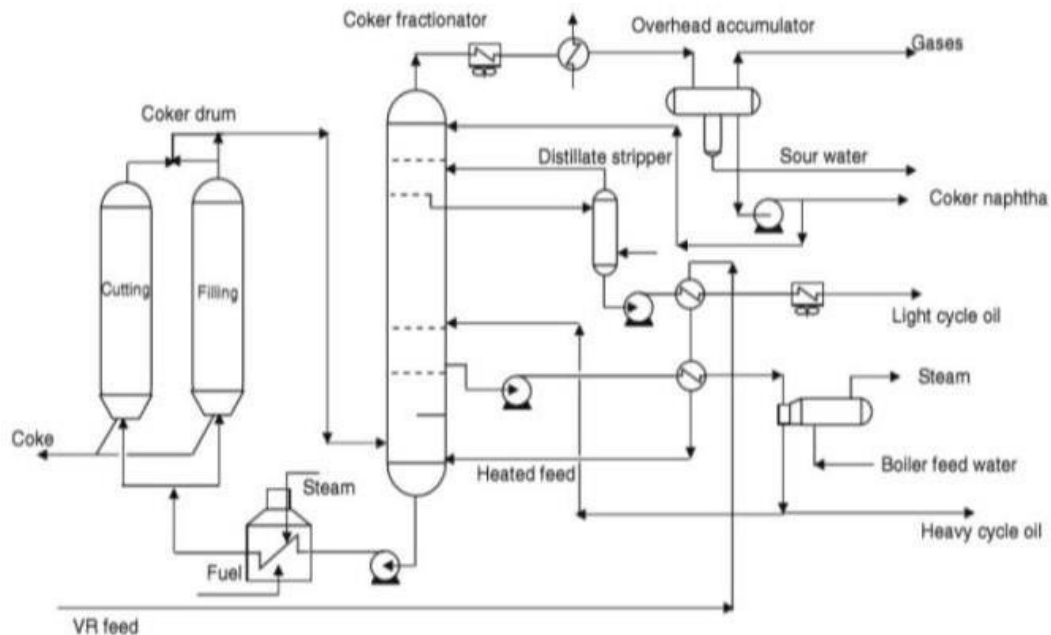 Coker fractionator
Overhead accumulator
Gases
Coker drum
Distillate stripper
Sour water
Coker naphtha
Cutting
Filling
Light cycle oil
Steam
Coke
Heated feed
Boiler feed water
Steam
Heavy cycle oil
Fuel
VR feed